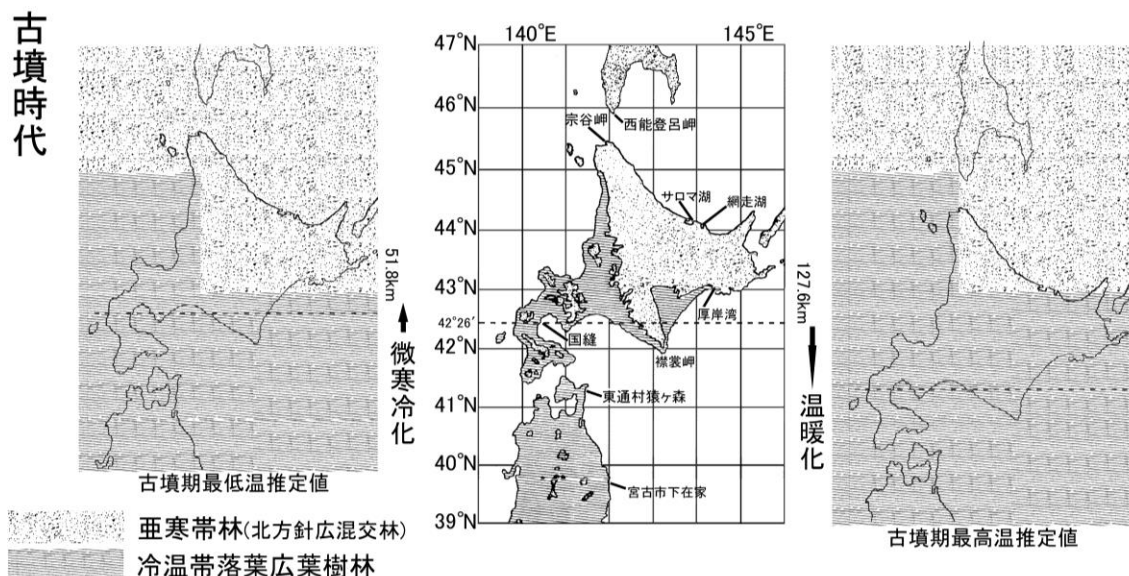 古墳時代
140°E
145°E
47°N
46°N
45°N
44°N
43°N
42°26′
42°N
41°N
40°N
39°N
宗谷岬
西能登呂岬
サロマ湖
網走湖
厚岸湾
国縫
襟裳岬
東通村猿ヶ森
宮古市下在家
51.8km
微寒冷化
127.6km
温暖化
古墳期最低温推定値
古墳期最高温推定値
亜寒帯林(北方針広混交林)
冷温帯落葉広葉樹林